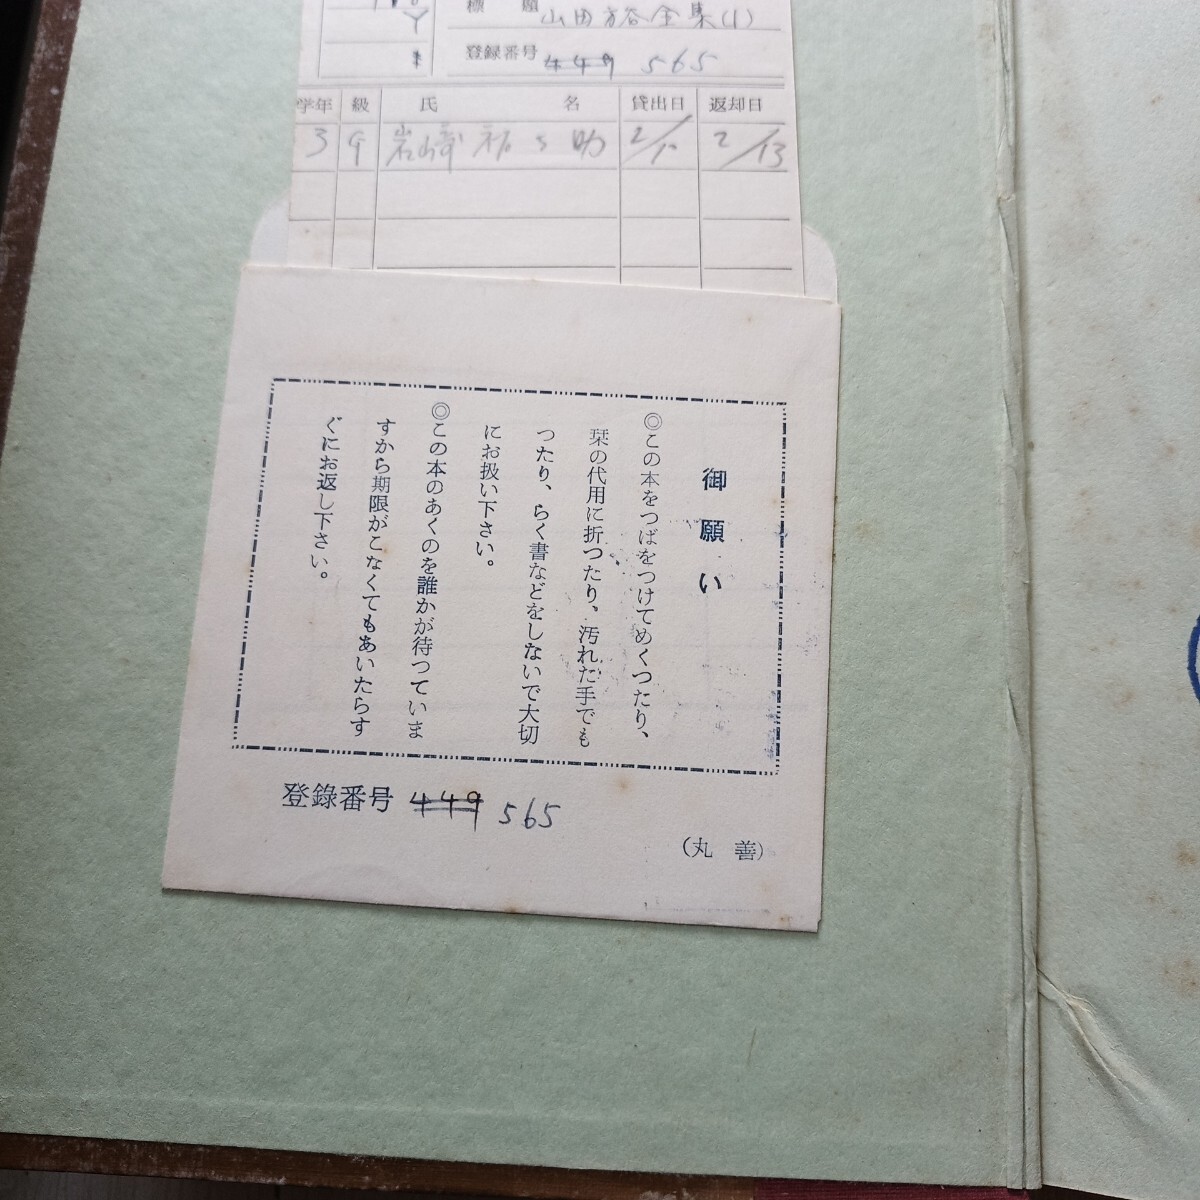 Y
標題 山田方谷全集(1)
登録番号 449 565
学年 級 氏名 貸出日 返却日
3 9 岩崎祐之助 2/10 2/13
御願い
◎この本をつばをつけてめくつたり、
栞の代用に折つたり、汚れた手でも
つたり、らく書などをしないで大切
にお扱い下さい。
◎この本のあくのを誰かが待つていま
すから期限がこなくてもあいたらす
ぐにお返し下さい。
登錄番号 449 565
(丸善)